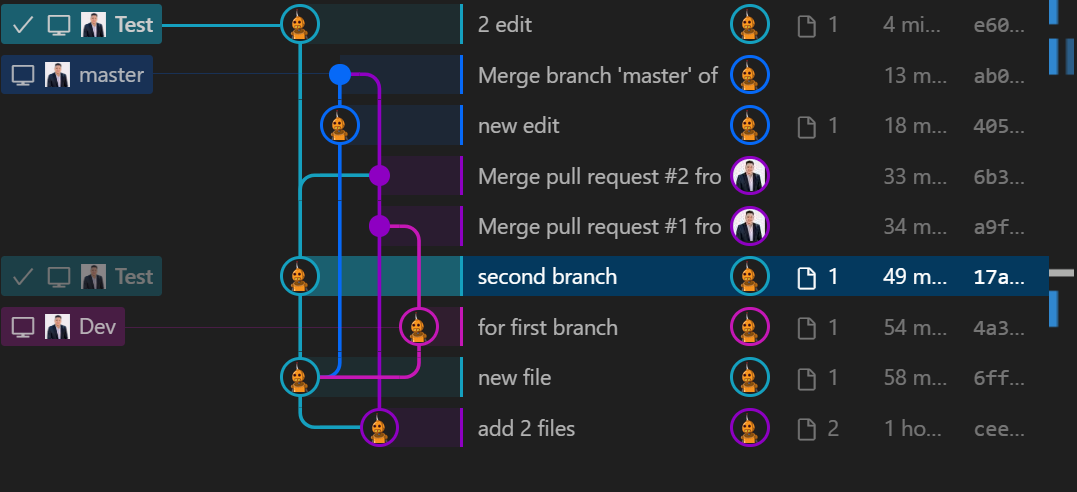 Test 2 edit 1 4 mi... e60...
master Merge branch 'master' of 13 m... ab0...
new edit 1 18 m... 405...
Merge pull request #2 fro 33 m... 6b3...
Merge pull request #1 fro 34 m... a9f...
Test second branch 1 49 m... 17a...
Dev for first branch 1 54 m... 4a3...
new file 1 58 m... 6ff...
add 2 files 2 1 ho... cee...